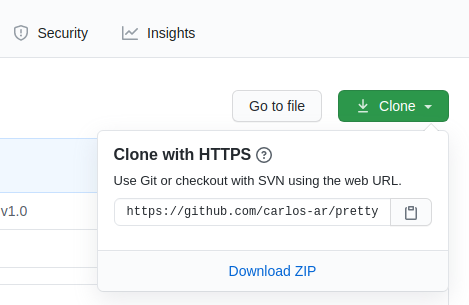 Security Insights
Go to file Clone
Clone with HTTPS
Use Git or checkout with SVN using the web URL.
v1.0
https://github.com/carlos-ar/pretty
Download ZIP